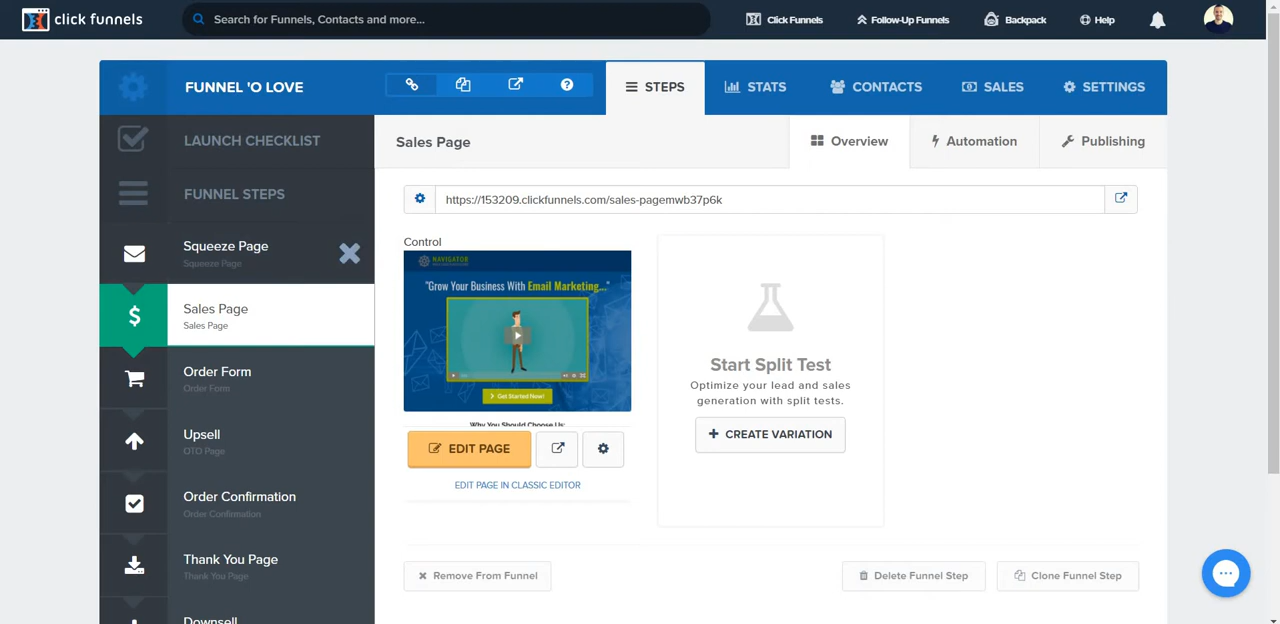 click funnels
Search for Funnels, Contacts and more...
Click Funnels
Follow-Up Funnels
Backpack
Help
FUNNEL 'O LOVE
STEPS
STATS
CONTACTS
SALES
SETTINGS
LAUNCH CHECKLIST
Sales Page
Overview
Automation
Publishing
FUNNEL STEPS
https://153209.clickfunnels.com/sales-pagemwb37p6k
Squeeze Page
Squeeze Page
Sales Page
Sales Page
Order Form
Order Form
Upsell
OTO Page
Order Confirmation
Order Confirmation
Thank You Page
Thank You Page
Downsell
Control
NAVIGATOR
"Grow Your Business With Email Marketing..."
Get Started Now!
Why You Should Choose Us:
EDIT PAGE
EDIT PAGE IN CLASSIC EDITOR
Start Split Test
Optimize your lead and sales
generation with split tests.
+ CREATE VARIATION
Remove From Funnel
Delete Funnel Step
Clone Funnel Step